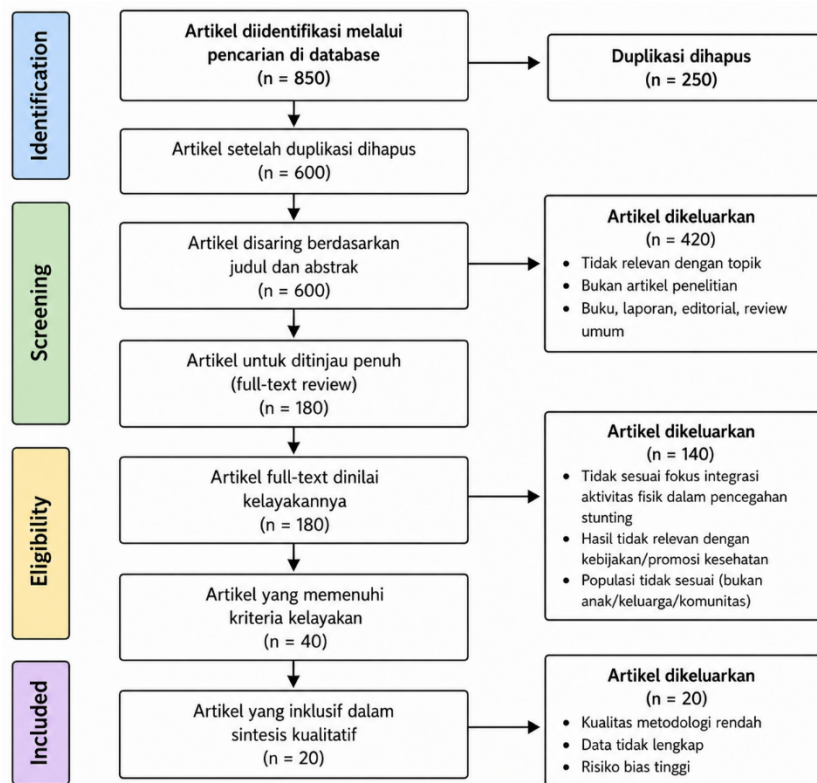 Identification
Artikel diidentifikasi melalui
pencarian di database
(n = 850)
Duplikasi dihapus
(n = 250)
Artikel setelah duplikasi dihapus
(n = 600)
Screening
Artikel disaring berdasarkan
judul dan abstrak
(n = 600)
Artikel dikeluarkan
(n = 420)
• Tidak relevan dengan topik
• Bukan artikel penelitian
• Buku, laporan, editorial, review
umum
Artikel untuk ditinjau penuh
(full-text review)
(n = 180)
Eligibility
Artikel full-text dinilai
kelayakannya
(n = 180)
Artikel dikeluarkan
(n = 140)
• Tidak sesuai fokus integrasi
aktivitas fisik dalam pencegahan
stunting
• Hasil tidak relevan dengan
kebijakan/promosi kesehatan
• Populasi tidak sesuai (bukan
anak/keluarga/komunitas)
Artikel yang memenuhi
kriteria kelayakan
(n = 40)
Included
Artikel yang inklusif dalam
sintesis kualitatif
(n = 20)
Artikel dikeluarkan
(n = 20)
• Kualitas metodologi rendah
• Data tidak lengkap
• Risiko bias tinggi